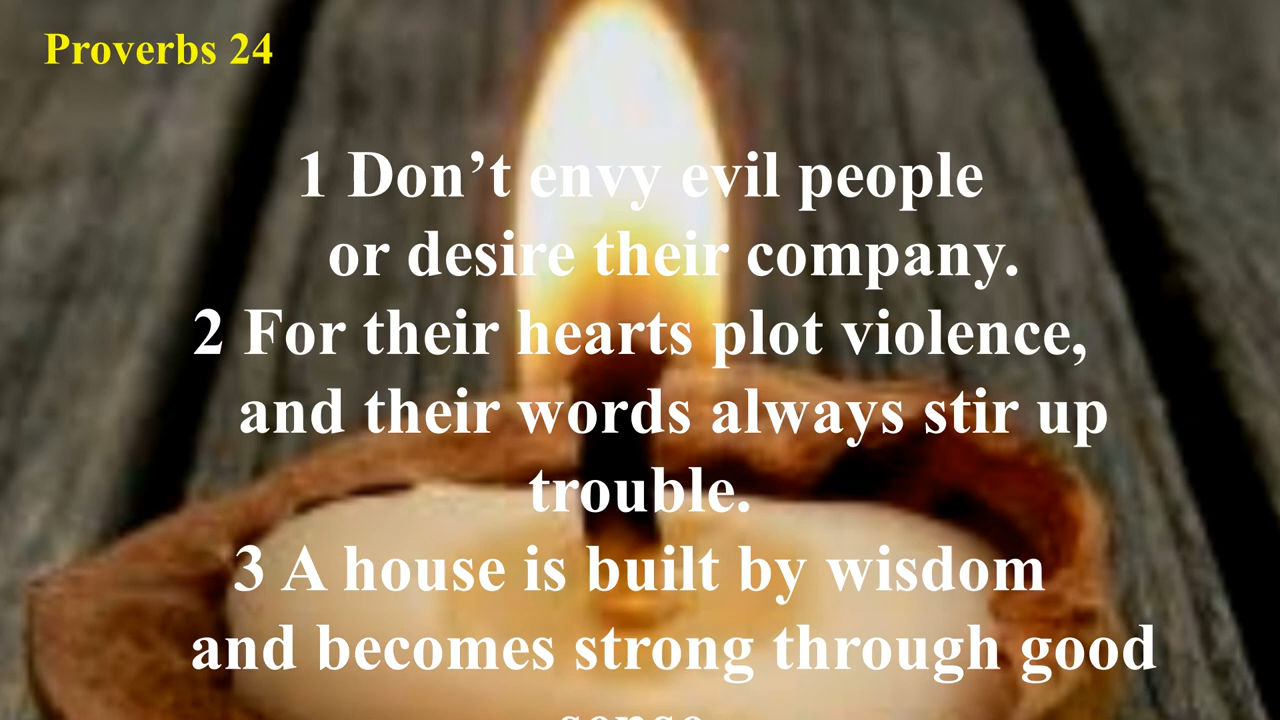 Proverbs 24
1 Don’t envy evil people
or desire their company.
2 For their hearts plot violence,
and their words always stir up
trouble.
3 A house is built by wisdom
and becomes strong through good
sense.